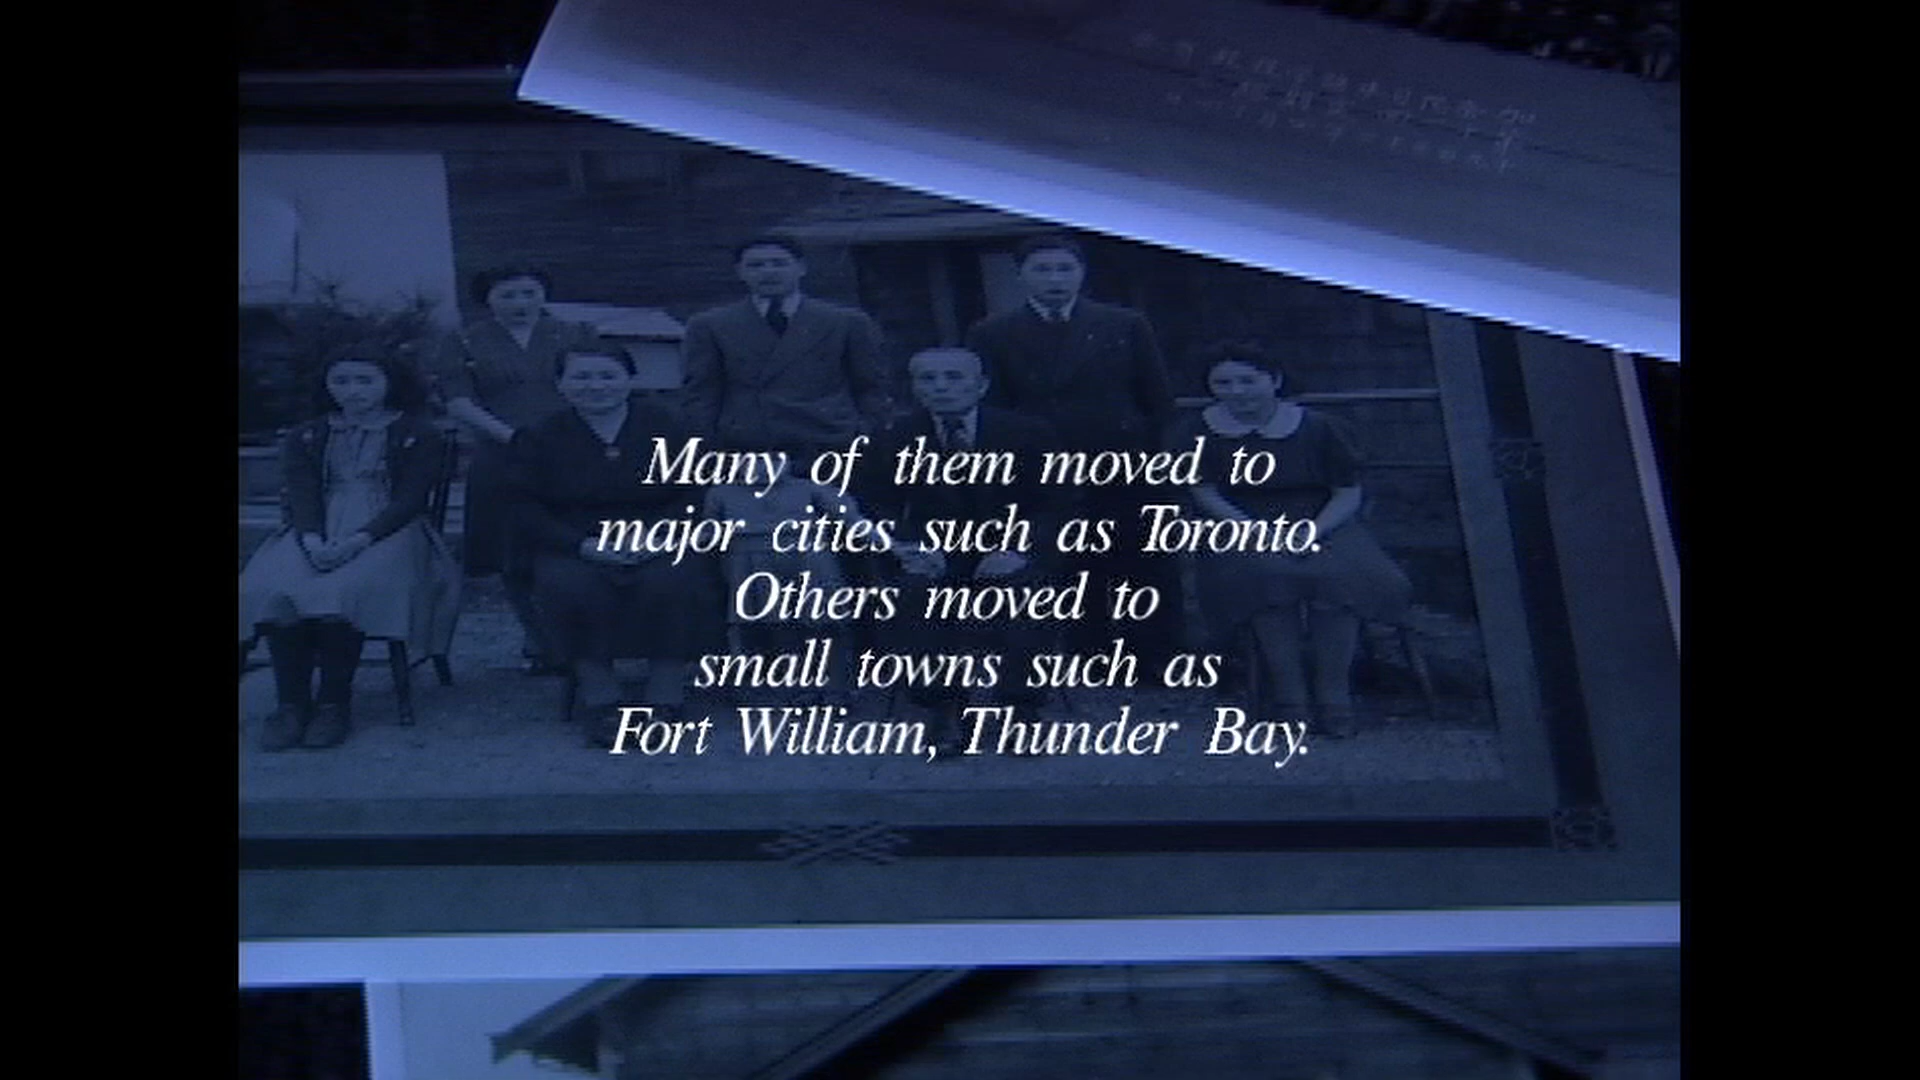 Many of them moved to
major cities such as Toronto.
Others moved to
small towns such as
Fort William, Thunder Bay.